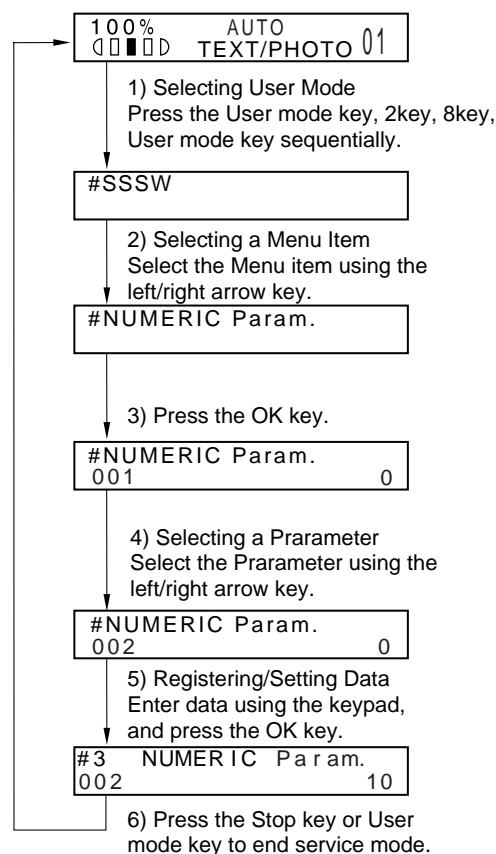 100% AUTO
TEXT/PHOTO 01
1) Selecting User Mode
Press the User mode key, 2key, 8key,
User mode key sequentially.
#SSSW
2) Selecting a Menu Item
Select the Menu item using the
left/right arrow key.
#NUMERIC Param.
3) Press the OK key.
#NUMERIC Param.
001 0
4) Selecting a Prarameter
Select the Prarameter using the
left/right arrow key.
#NUMERIC Param.
002 0
5) Registering/Setting Data
Enter data using the keypad,
and press the OK key.
#3 NUMERIC Param.
002 10
6) Press the Stop key or User
mode key to end service mode.